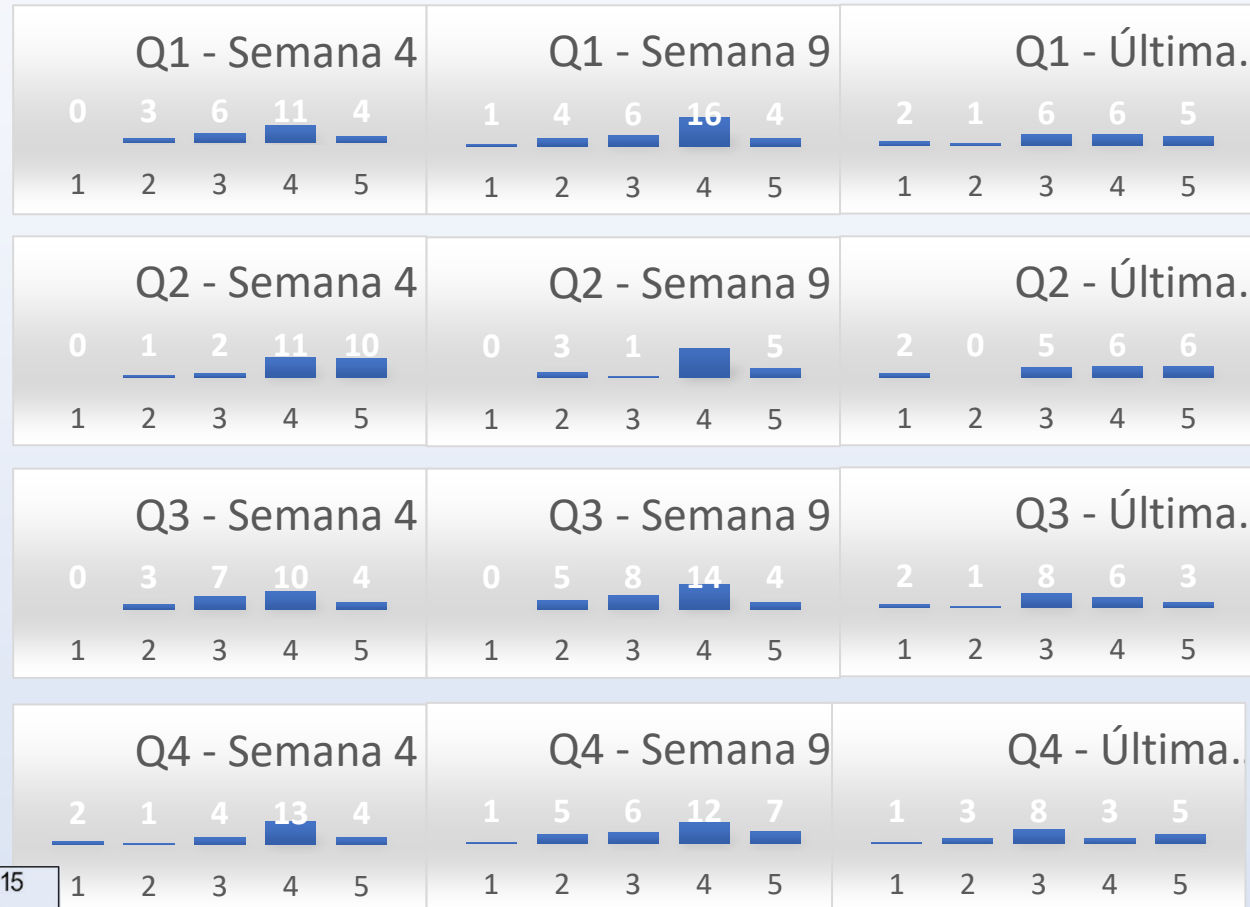 Q1 - Semana 4
0 3 6 11 4
1 2 3 4 5
Q1 - Semana 9
1 4 6 16 4
1 2 3 4 5
Q1 - Última.
2 1 6 6 5
1 2 3 4 5
Q2 - Semana 4
0 1 2 11 10
1 2 3 4 5
Q2 - Semana 9
0 3 1 5
1 2 3 4 5
Q2 - Última.
2 0 5 6 6
1 2 3 4 5
Q3 - Semana 4
0 3 7 10 4
1 2 3 4 5
Q3 - Semana 9
0 5 8 14 4
1 2 3 4 5
Q3 - Última.
2 1 8 6 3
1 2 3 4 5
Q4 - Semana 4
2 1 4 13 4
1 2 3 4 5
Q4 - Semana 9
1 5 6 12 7
1 2 3 4 5
Q4 - Última..
1 3 8 3 5
1 2 3 4 5
15